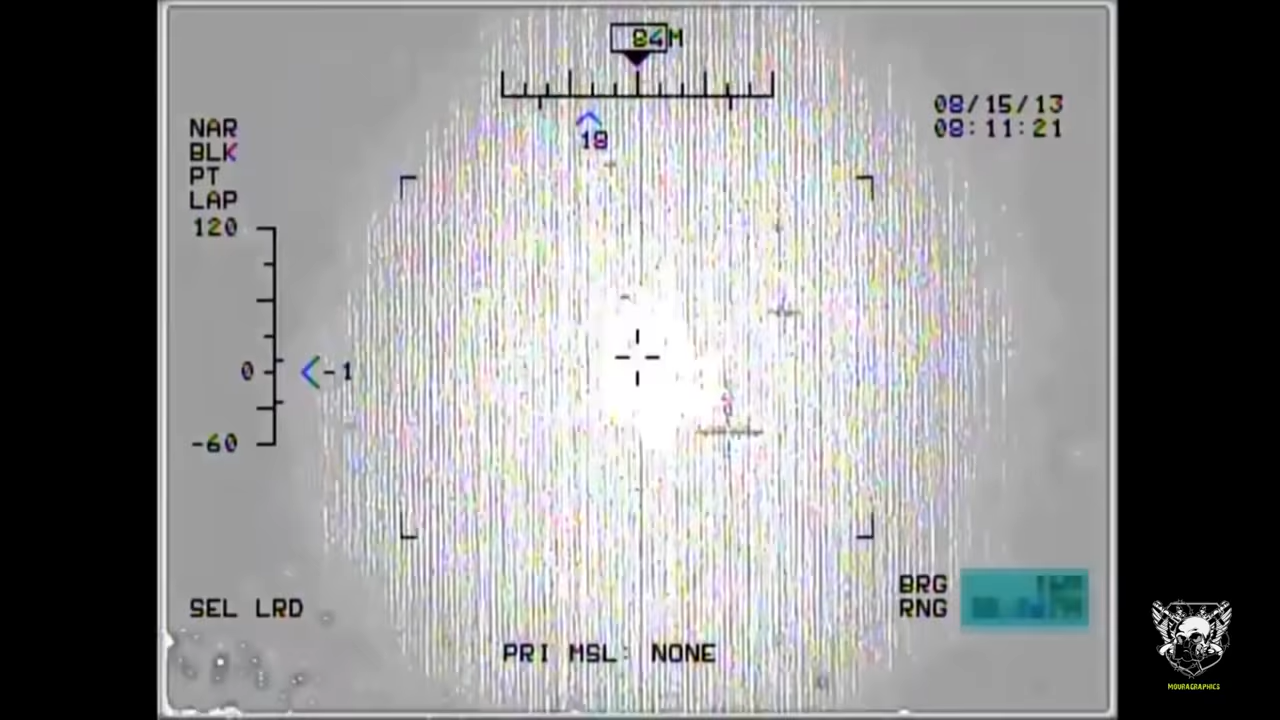 84M
08/15/13
08:11:21
18
NAR
BLK
PT
LAP
120
0
-1
-60
BRG
RNG
SEL LRD
PRI MSL: NONE
MOURAGRAPHICS